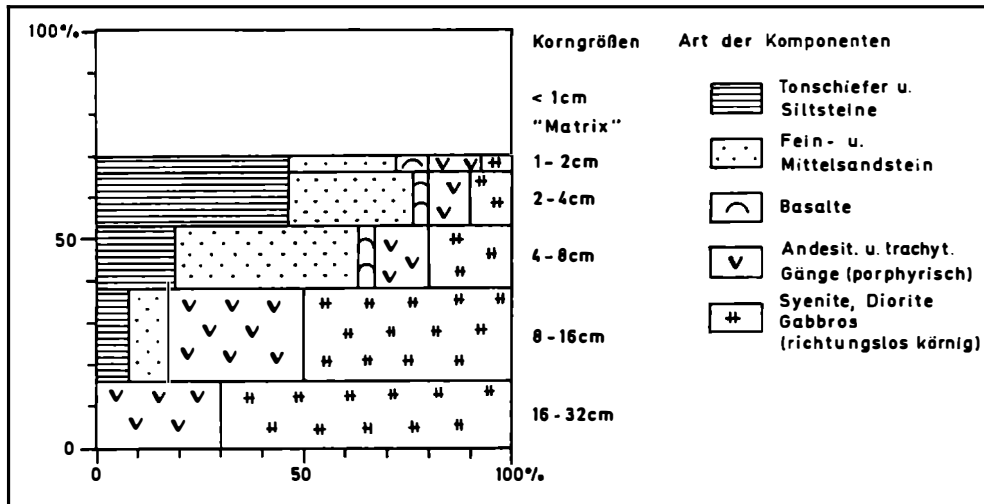 100%
50
0
0
50
100%
Korngrößen
< 1cm
"Matrix"
1-2cm
2-4cm
4-8cm
8-16cm
16-32cm
Art der Komponenten
Tonschiefer u.
Siltsteine
Fein- u.
Mittelsandstein
Basalte
Andesit. u. trachyt.
Gänge (porphyrisch)
Syenite, Diorite
Gabbros
(richtungslos körnig)